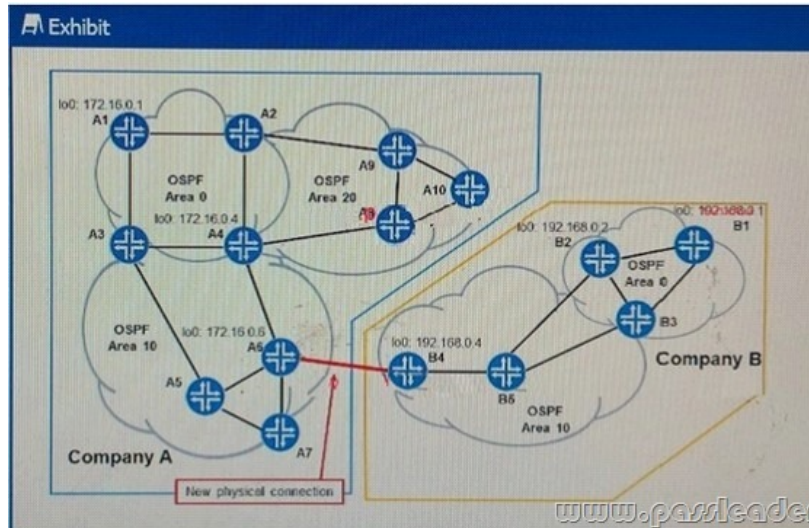 Exhibit
lo0: 172.16.0.1
A1
A2
A9
A10
OSPF
Area 0
OSPF
Area 20
lo0: 172.16.0.4
A3
A4
lo0: 192.168.0.1
B1
lo0: 192.168.0.2
B2
OSPF
Area 0
B3
OSPF
Area 10
lo0: 172.16.0.6
A6
lo0: 192.168.0.4
B4
Company B
A5
B5
OSPF
Area 10
A7
Company A
New physical connection
www.passleade